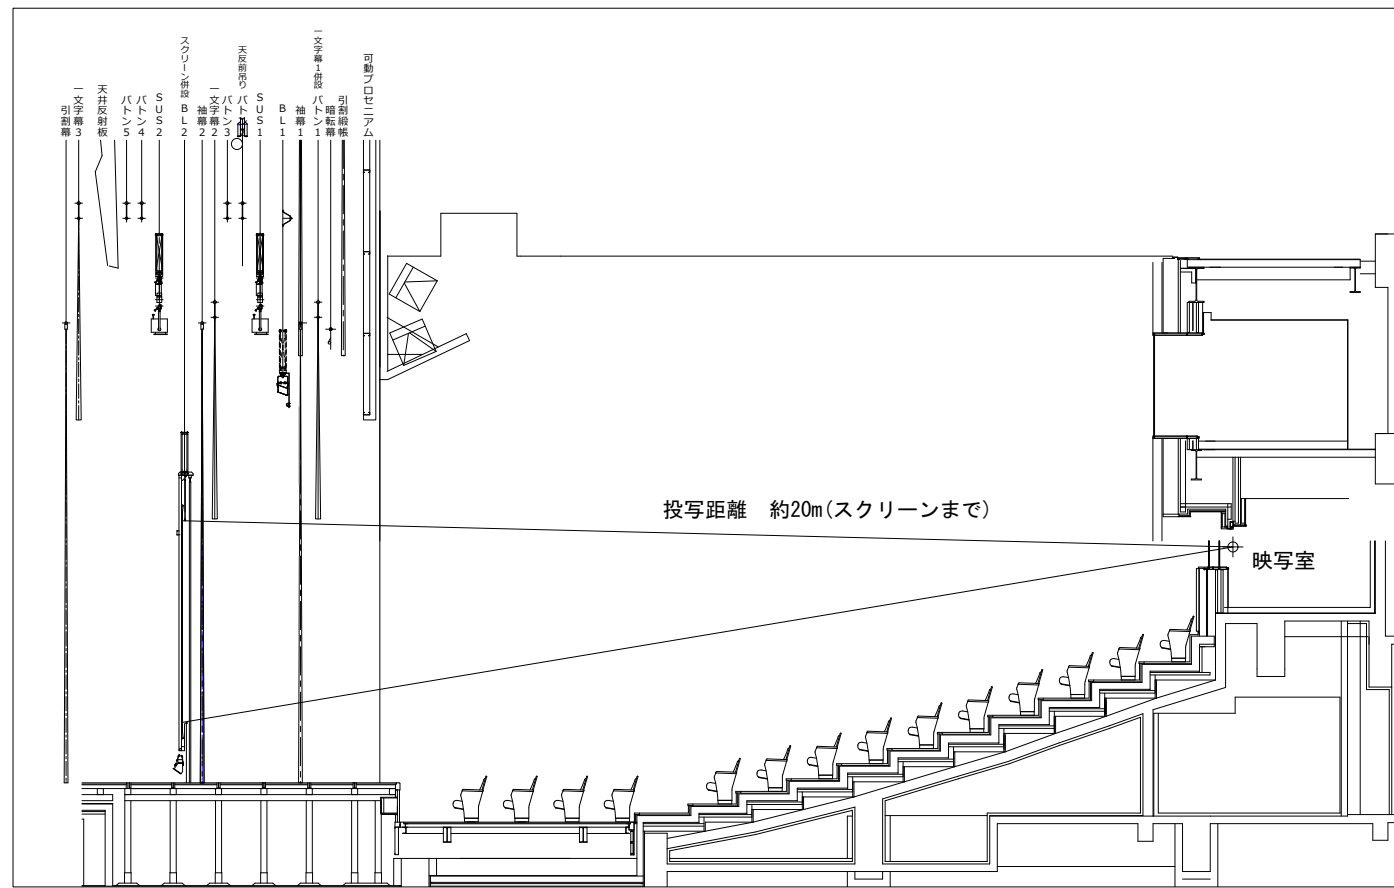 引割幕
一文字幕3
天井反射板
バトン5
バトン4
SUS2
スクリーン併設 BL2
袖幕2
一文字幕2
バトン3
天反前吊り バトン
SUS1
BL1
袖幕1
一文字幕1併設 バトン1
暗転幕
引割緞帳
可動プロセニアム
投写距離 約20m(スクリーンまで)
映写室